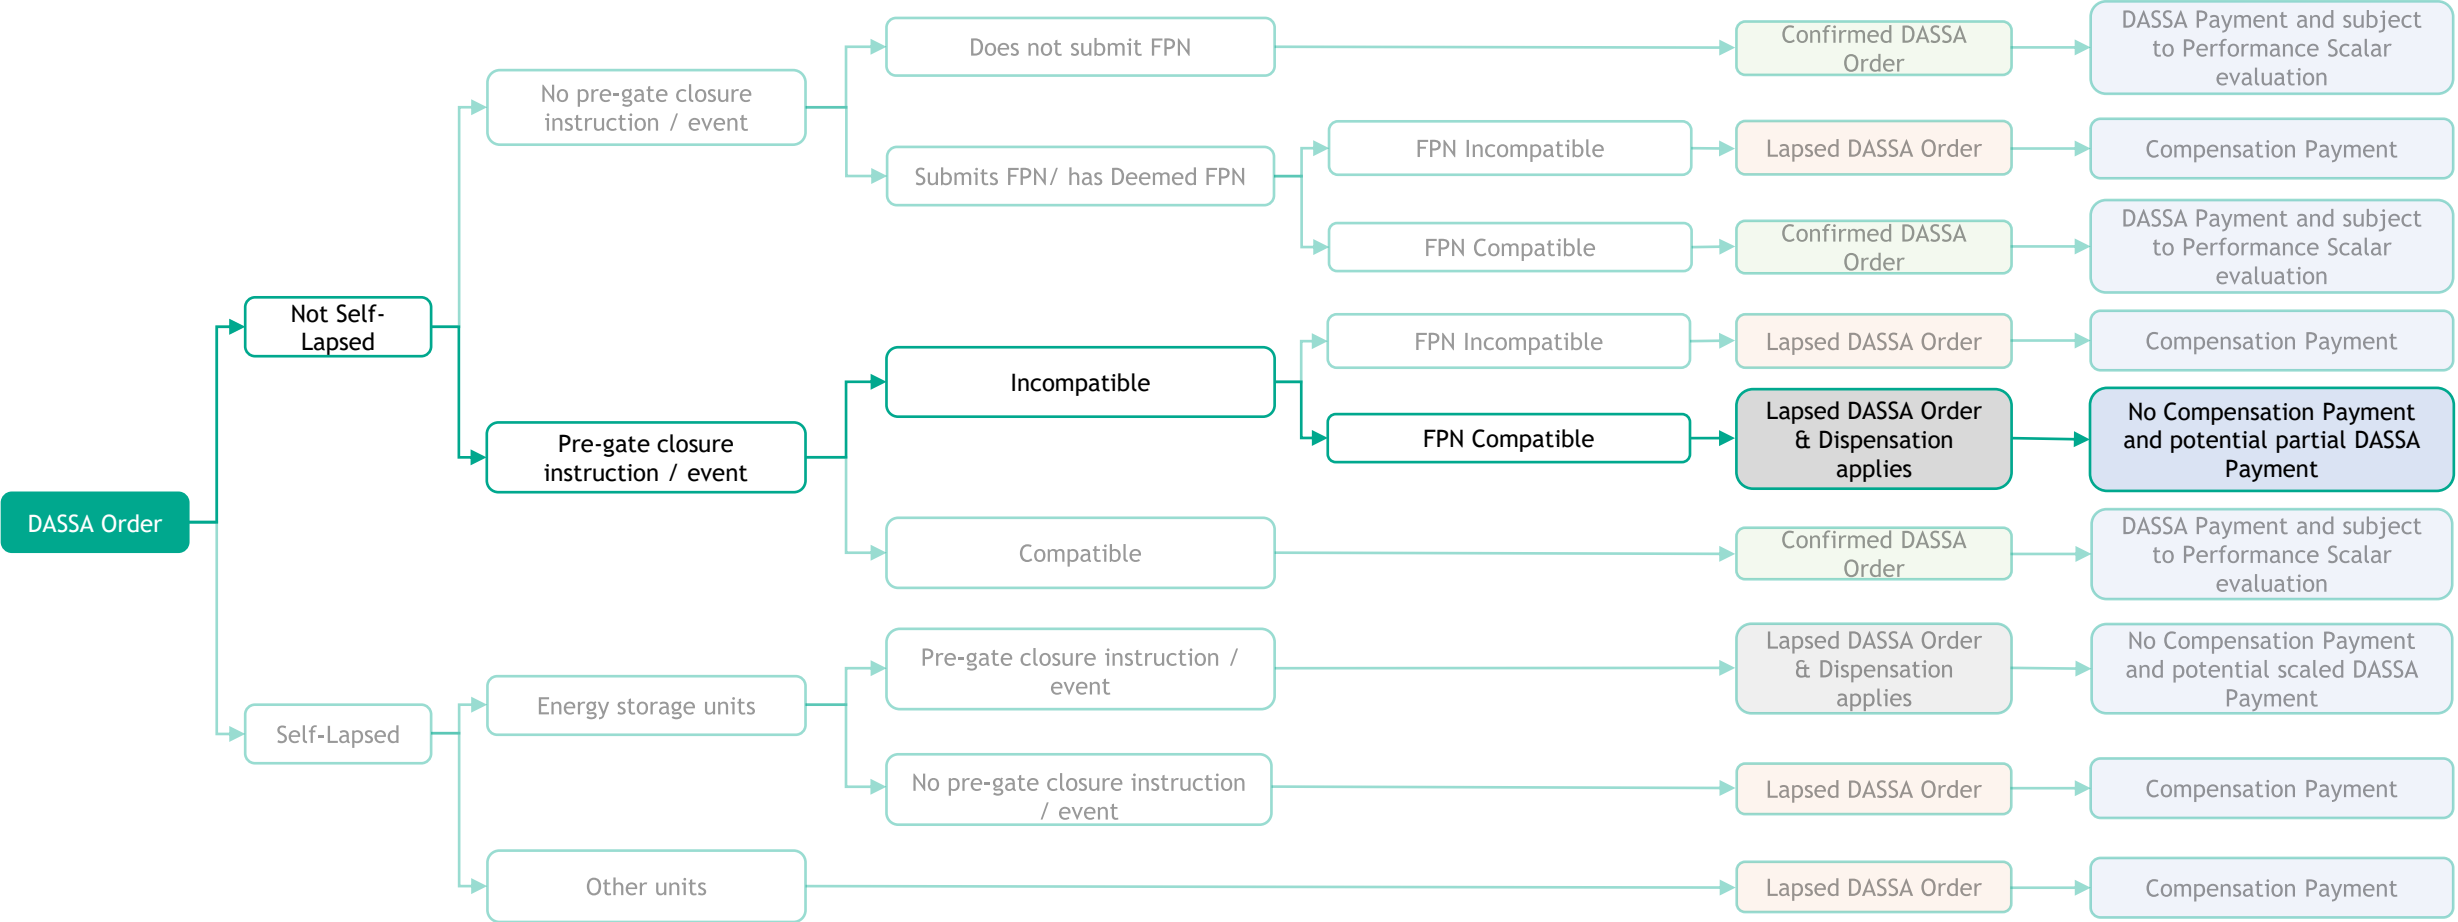 DASSA Order
Not Self-
Lapsed
No pre-gate closure
instruction / event
Does not submit FPN
Confirmed DASSA
Order
DASSA Payment and subject
to Performance Scalar
evaluation
Submits FPN/ has Deemed FPN
FPN Incompatible
Lapsed DASSA Order
Compensation Payment
FPN Compatible
Confirmed DASSA
Order
DASSA Payment and subject
to Performance Scalar
evaluation
Pre-gate closure
instruction / event
Incompatible
FPN Incompatible
Lapsed DASSA Order
Compensation Payment
FPN Compatible
Lapsed DASSA Order
& Dispensation
applies
No Compensation Payment
and potential partial DASSA
Payment
Compatible
Confirmed DASSA
Order
DASSA Payment and subject
to Performance Scalar
evaluation
Self-Lapsed
Energy storage units
Pre-gate closure instruction /
event
Lapsed DASSA Order
& Dispensation
applies
No Compensation Payment
and potential scaled DASSA
Payment
No pre-gate closure instruction
/ event
Lapsed DASSA Order
Compensation Payment
Other units
Lapsed DASSA Order
Compensation Payment